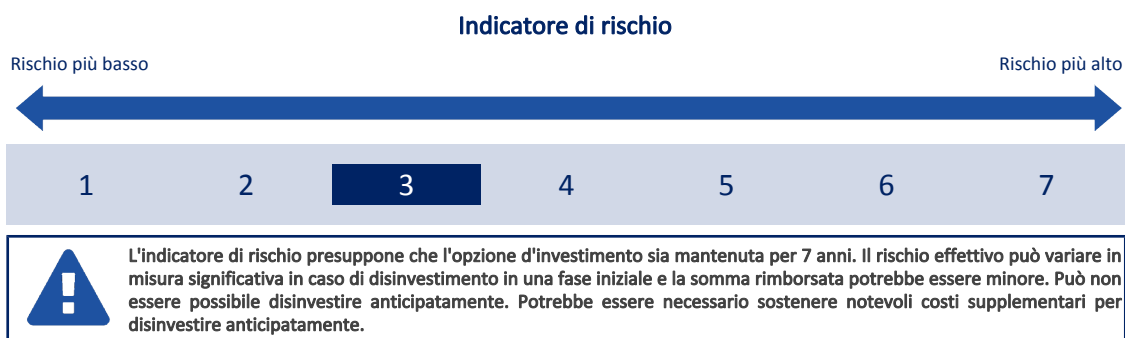 Indicatore di rischio
Rischio più basso Rischio più alto
1 2 3 4 5 6 7
L'indicatore di rischio presuppone che l'opzione d'investimento sia mantenuta per 7 anni. Il rischio effettivo può variare in
misura significativa in caso di disinvestimento in una fase iniziale e la somma rimborsata potrebbe essere minore. Può non
essere possibile disinvestire anticipatamente. Potrebbe essere necessario sostenere notevoli costi supplementari per
disinvestire anticipatamente.